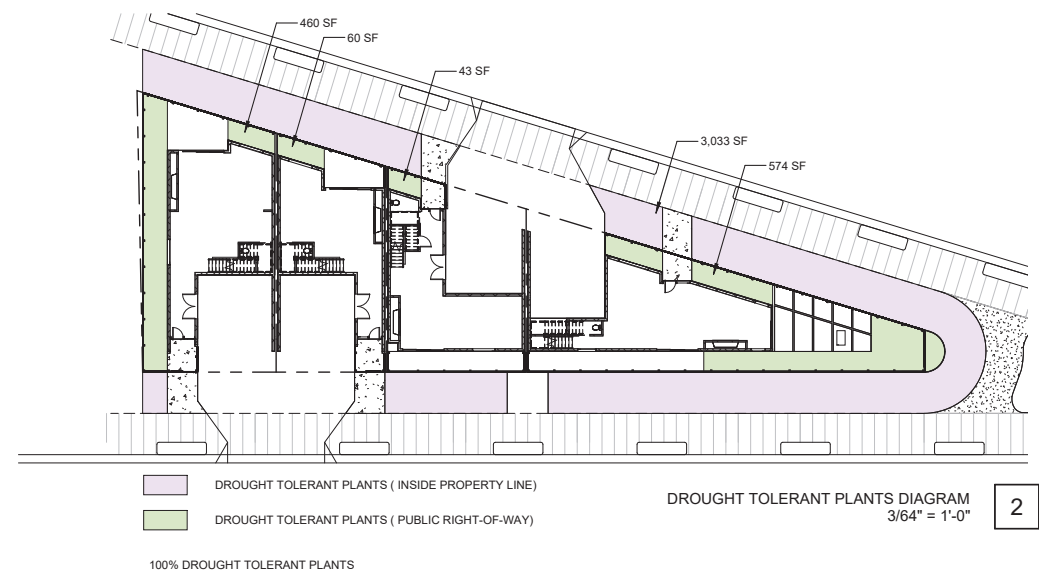 460 SF
60 SF
43 SF
3,033 SF
574 SF
DROUGHT TOLERANT PLANTS ( INSIDE PROPERTY LINE)
DROUGHT TOLERANT PLANTS ( PUBLIC RIGHT-OF-WAY)
100% DROUGHT TOLERANT PLANTS
DROUGHT TOLERANT PLANTS DIAGRAM
3/64" = 1'-0"
2